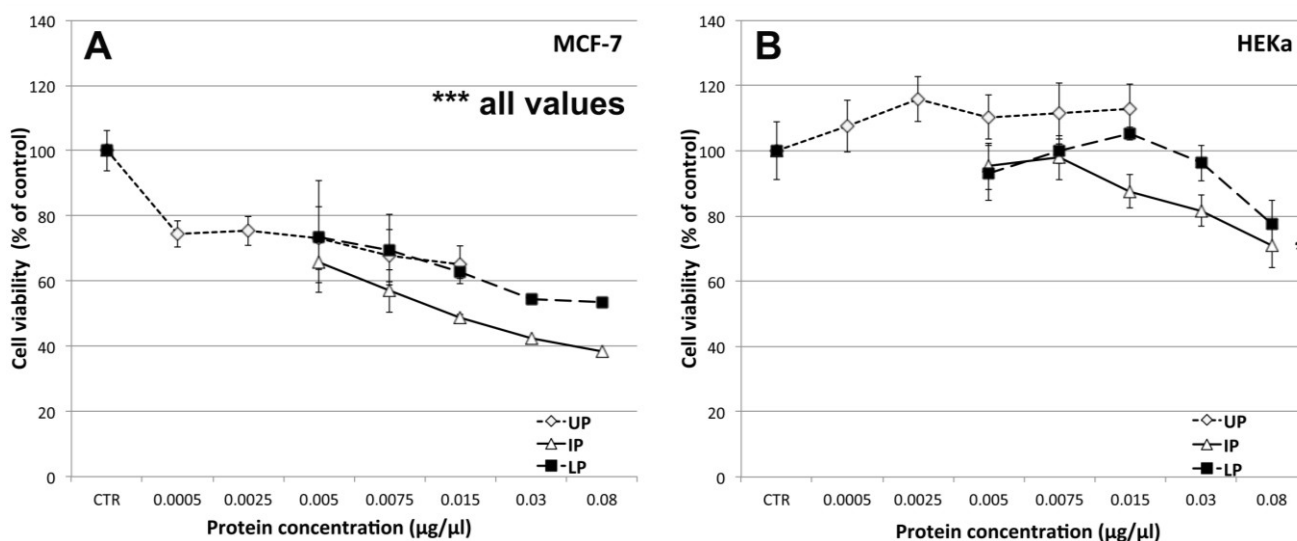 A
MCF-7
*** all values
Cell viability (% of control)
140
120
100
80
60
40
20
0
UP
IP
LP
CTR 0.0005 0.0025 0.005 0.0075 0.015 0.03 0.08
Protein concentration (µg/µl)
B
HEKa
Cell viability (% of control)
140
120
100
80
60
40
20
0
*
UP
IP
LP
CTR 0.0005 0.0025 0.005 0.0075 0.015 0.03 0.08
Protein concentration (µg/µl)